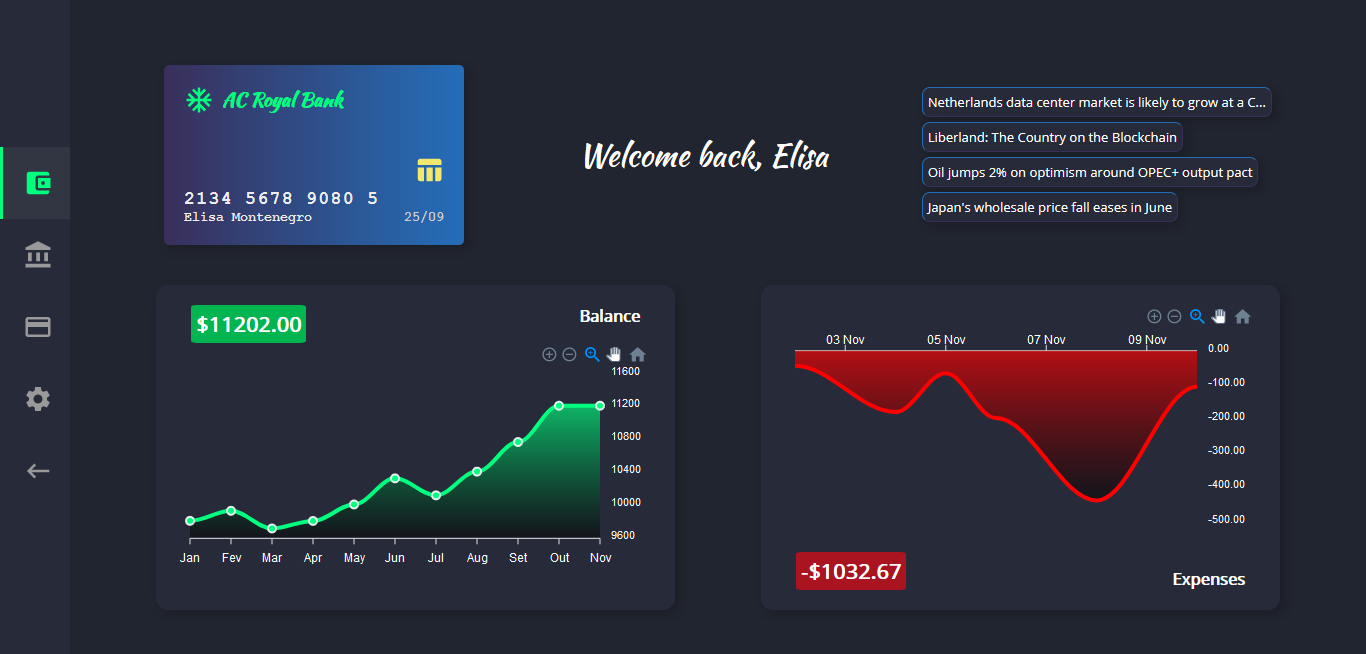 AC Royal Bank
2134 5678 9080 5
Elisa Montenegro 25/09
Welcome back, Elisa
Netherlands data center market is likely to grow at a C...
Liberland: The Country on the Blockchain
Oil jumps 2% on optimism around OPEC+ output pact
Japan's wholesale price fall eases in June
$11202.00
Balance
11600
11200
10800
10400
10000
9600
Jan Fev Mar Apr May Jun Jul Aug Set Out Nov
03 Nov 05 Nov 07 Nov 09 Nov
0.00
-100.00
-200.00
-300.00
-400.00
-500.00
-$1032.67
Expenses